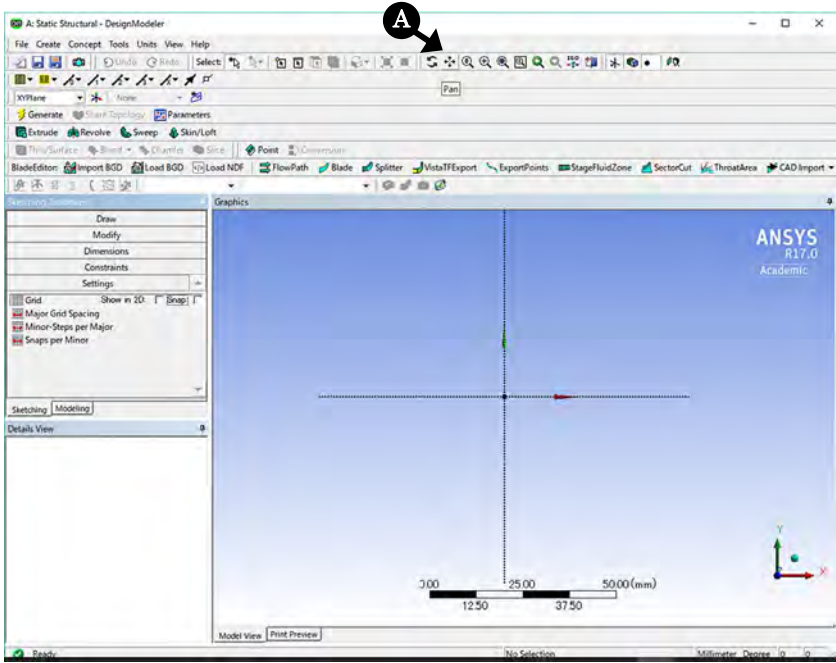 A
A: Static Structural - DesignModeler
File Create Concept Tools Units View Help
Undo Redo Select:
Pan
XYPlane None
Generate Share Topology Parameters
Extrude Revolve Sweep Skin/Loft
Thin/Surface Blend Chamfer Slice Point Conversion
BladeEditor: Import BGD Load BGD Load NDF FlowPath Blade Splitter VistaTFExport ExportPoints StageFluidZone SectorCut ThroatArea CAD Import
Sketching Toolboxes
Graphics
Draw
Modify
Dimensions
Constraints
Settings
Grid Show in 2D: Snap:
Major Grid Spacing
Minor-Steps per Major
Snaps per Minor
Sketching Modeling
Details View
ANSYS
R17.0
Academic
Y
X
0.00 25.00 50.00 (mm)
12.50 37.50
Model View Print Preview
Ready No Selection Millimeter Degree 0 0